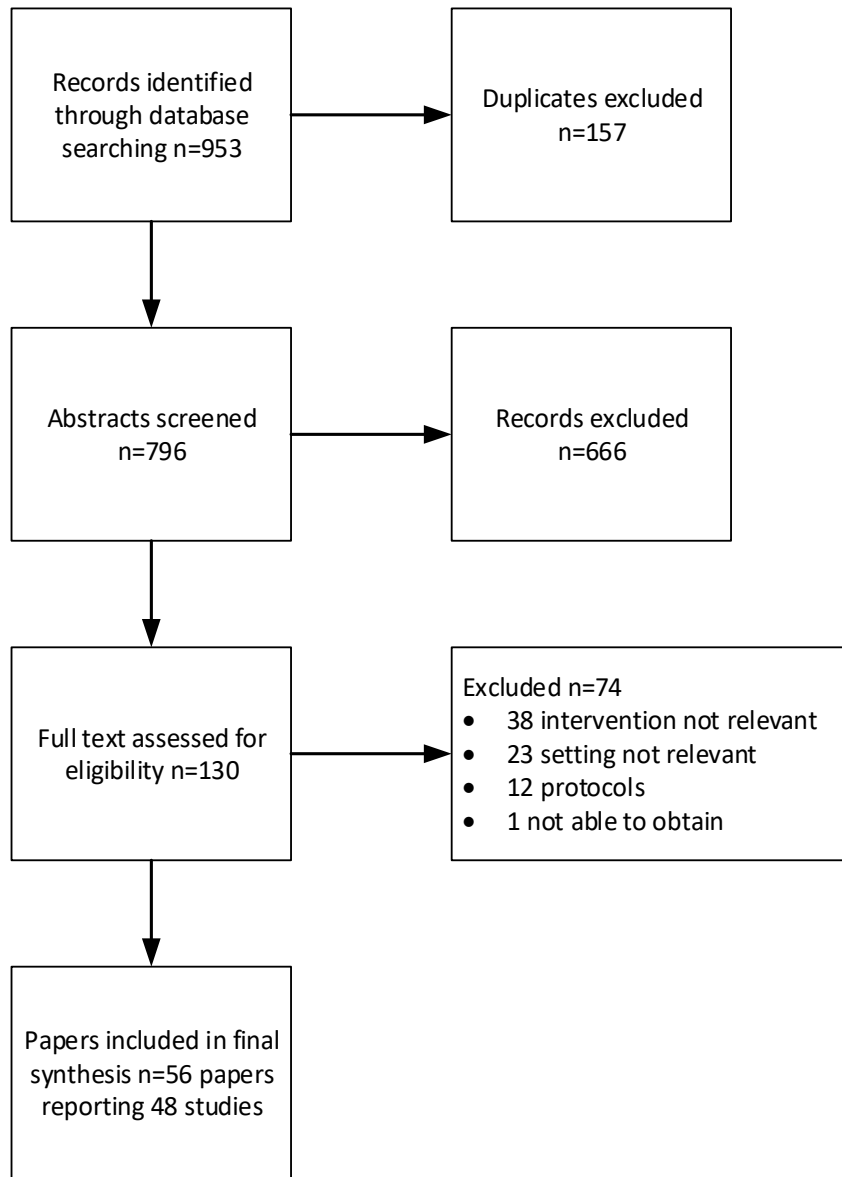 Records identified
through database
searching n=953
Duplicates excluded
n=157
Abstracts screened
n=796
Records excluded
n=666
Full text assessed for
eligibility n=130
Excluded n=74
• 38 intervention not relevant
• 23 setting not relevant
• 12 protocols
• 1 not able to obtain
Papers included in final
synthesis n=56 papers
reporting 48 studies